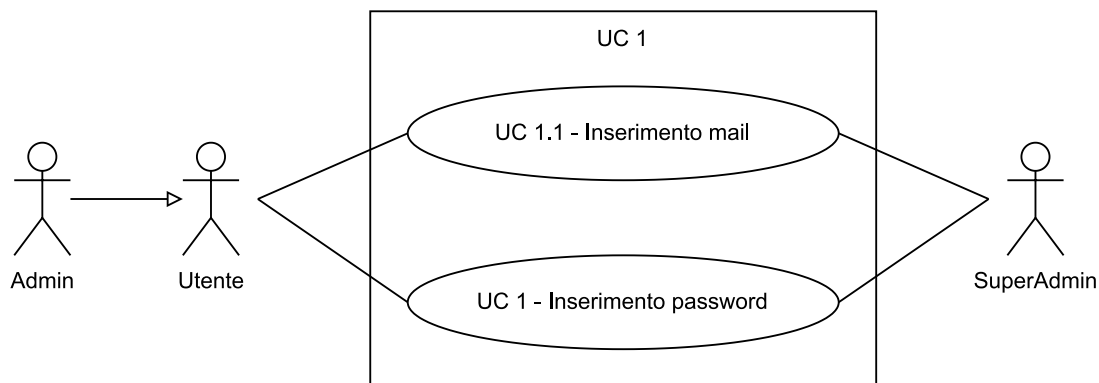 UC 1
UC 1.1 - Inserimento mail
Admin
Utente
SuperAdmin
UC 1 - Inserimento password